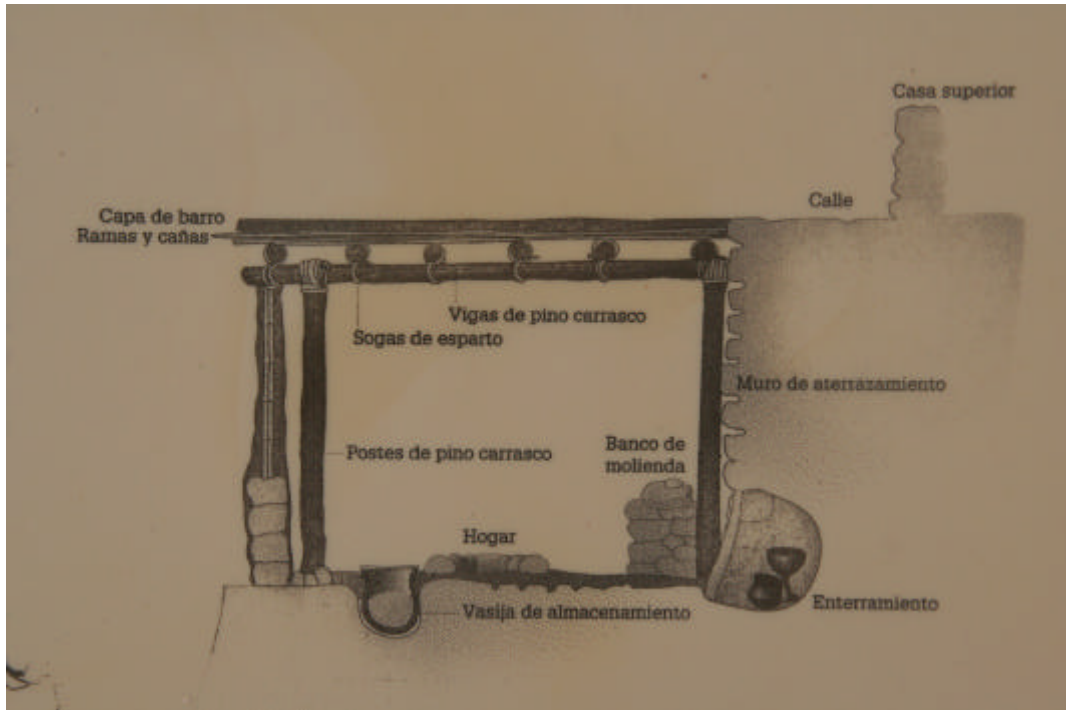 Casa superior
Calle
Capa de barro
Ramas y cañas
Vigas de pino carrasco
Sogas de esparto
Muro de aterrazamiento
Banco de
molienda
Postes de pino carrasco
Hogar
Enterramiento
Vasija de almacenamiento